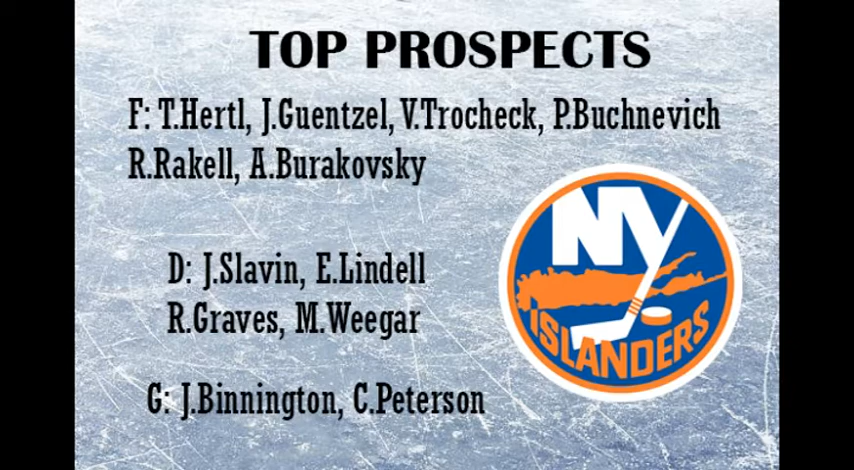 TOP PROSPECTS
F: T.Hertl, J.Guentzel, V.Trocheck, P.Buchnevich
R.Rakell, A.Burakovsky
D: J.Slavin, E.Lindell
R.Graves, M.Weegar
G: J.Binnington, C.Peterson
NY
ISLANDERS